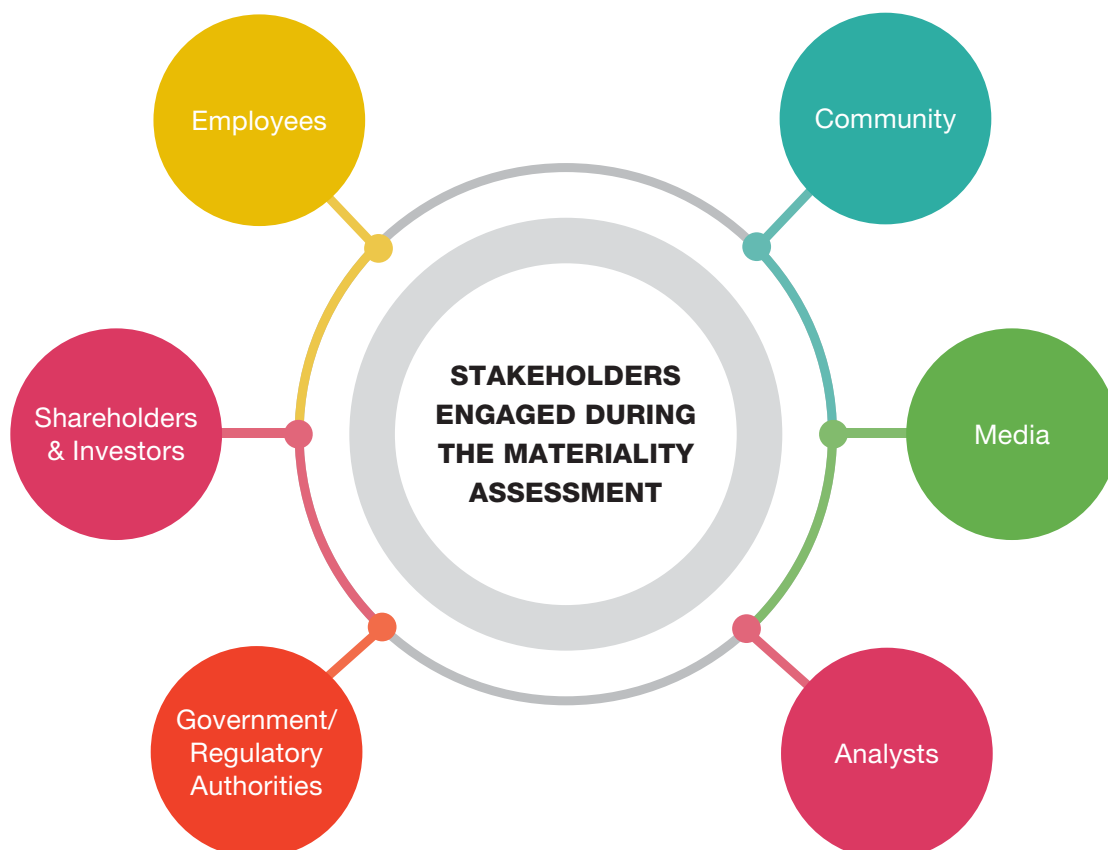 Employees
Community
STAKEHOLDERS
ENGAGED DURING
THE MATERIALITY
ASSESSMENT
Shareholders
& Investors
Media
Government/
Regulatory
Authorities
Analysts